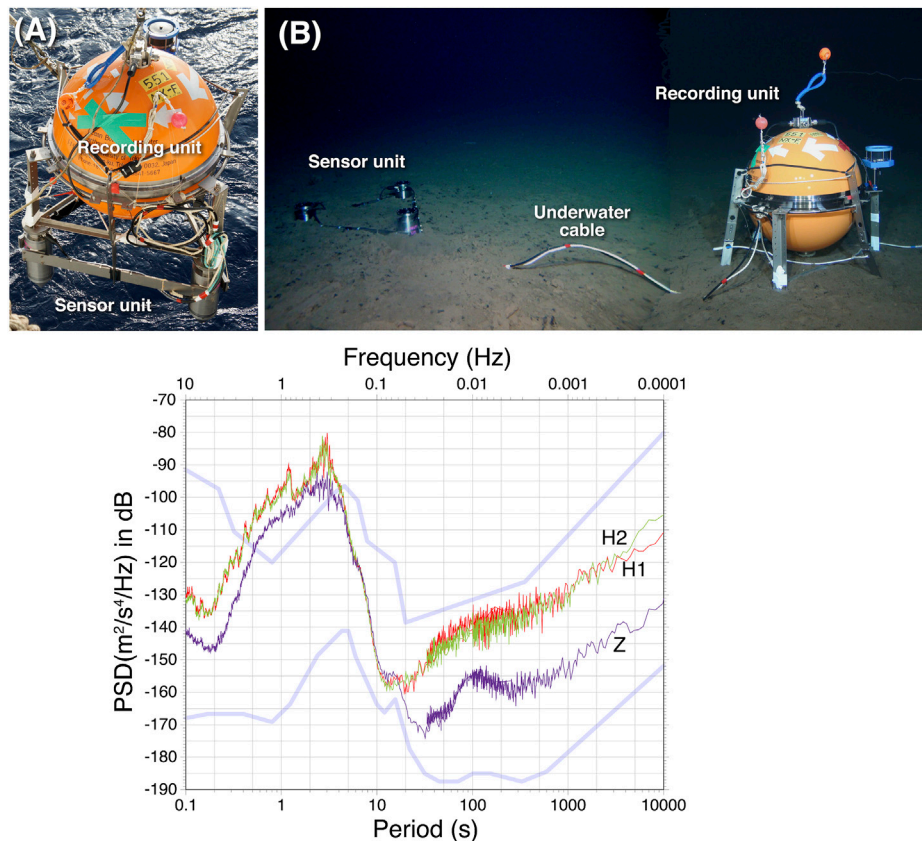 (A)
551
NX-F
Recording unit
Sensor unit
(B)
Recording unit
Sensor unit
Underwater
cable
551
Frequency (Hz)
10 1 0.1 0.01 0.001 0.0001
-70
-80
-90
-100
-110
-120
-130
-140
-150
-160
-170
-180
-190
PSD(m²/s⁴/Hz) in dB
H2
H1
Z
0.1 1 10 100 1000 10000
Period (s)